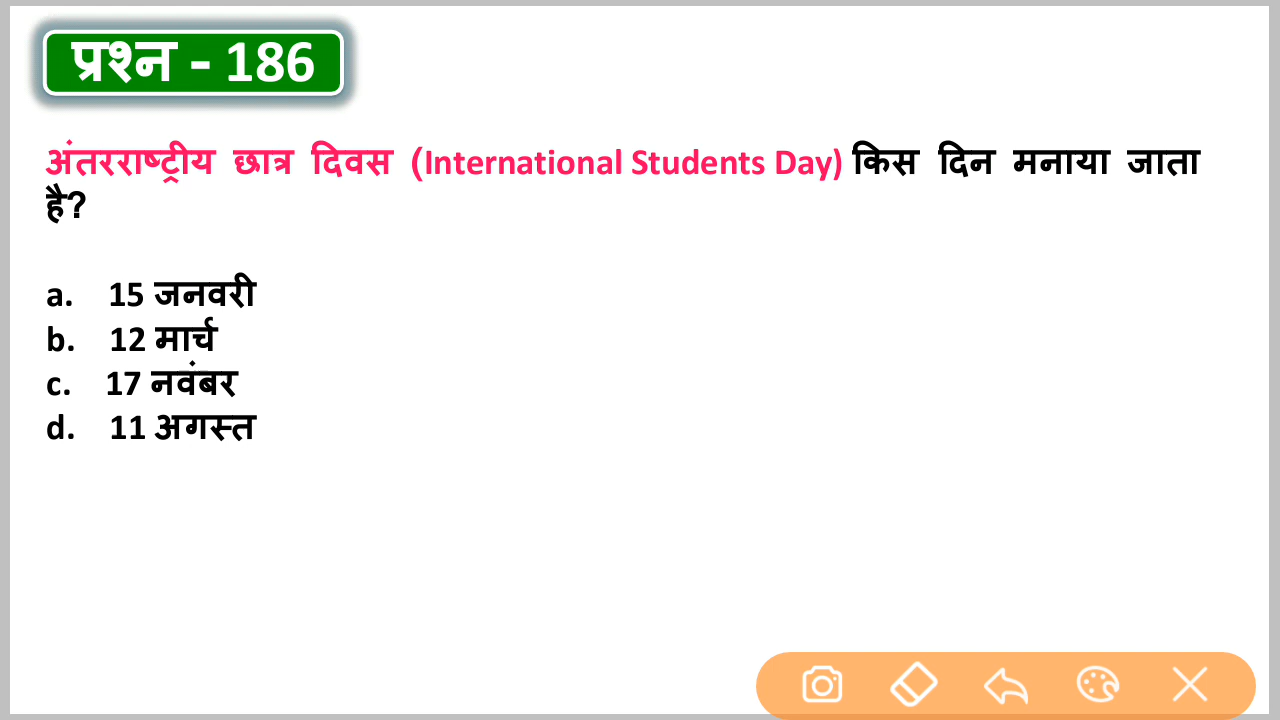 प्रश्न - 186
अंतरराष्ट्रीय छात्र दिवस (International Students Day) किस दिन मनाया जाता
है?
a. 15 जनवरी
b. 12 मार्च
c. 17 नवंबर
d. 11 अगस्त